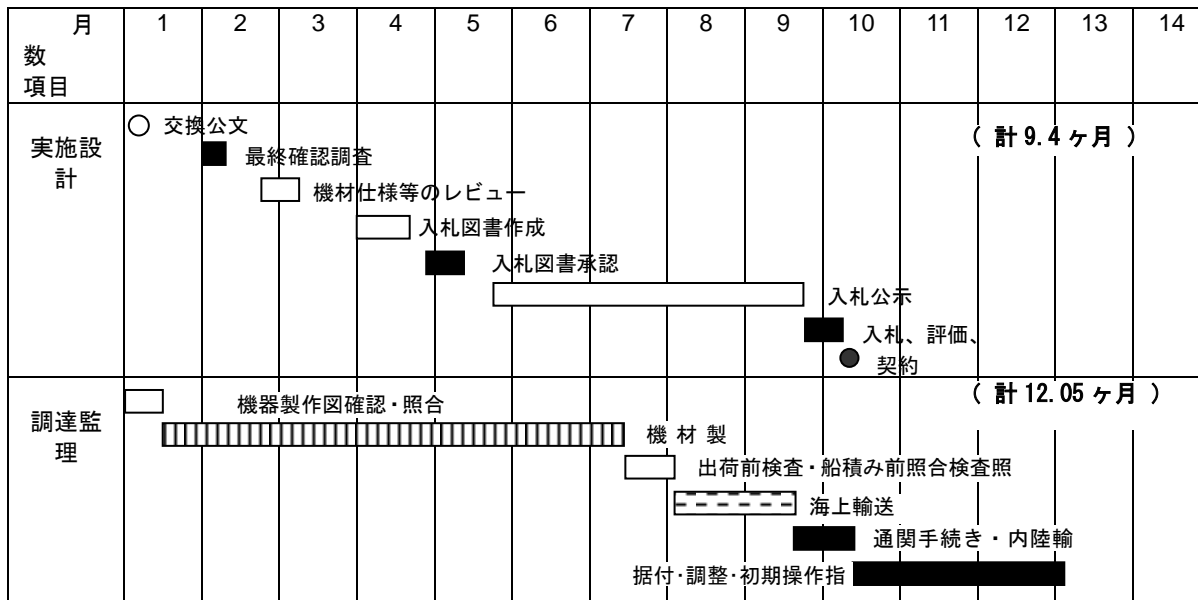 月 1 2 3 4 5 6 7 8 9 10 11 12 13 14
数
項目
実施設
計
交換公文
( 計 9.4 ヶ月 )
最終確認調査
機材仕様等のレビュー
入札図書作成
入札図書承認
入札公示
入札、評価、
契約
調達監
理
( 計 12.05 ヶ月 )
機器製作図確認・照合
機 材 製
出荷前検査・船積み前照合検査照
海上輸送
通関手続き・内陸輸
据付・調整・初期操作指